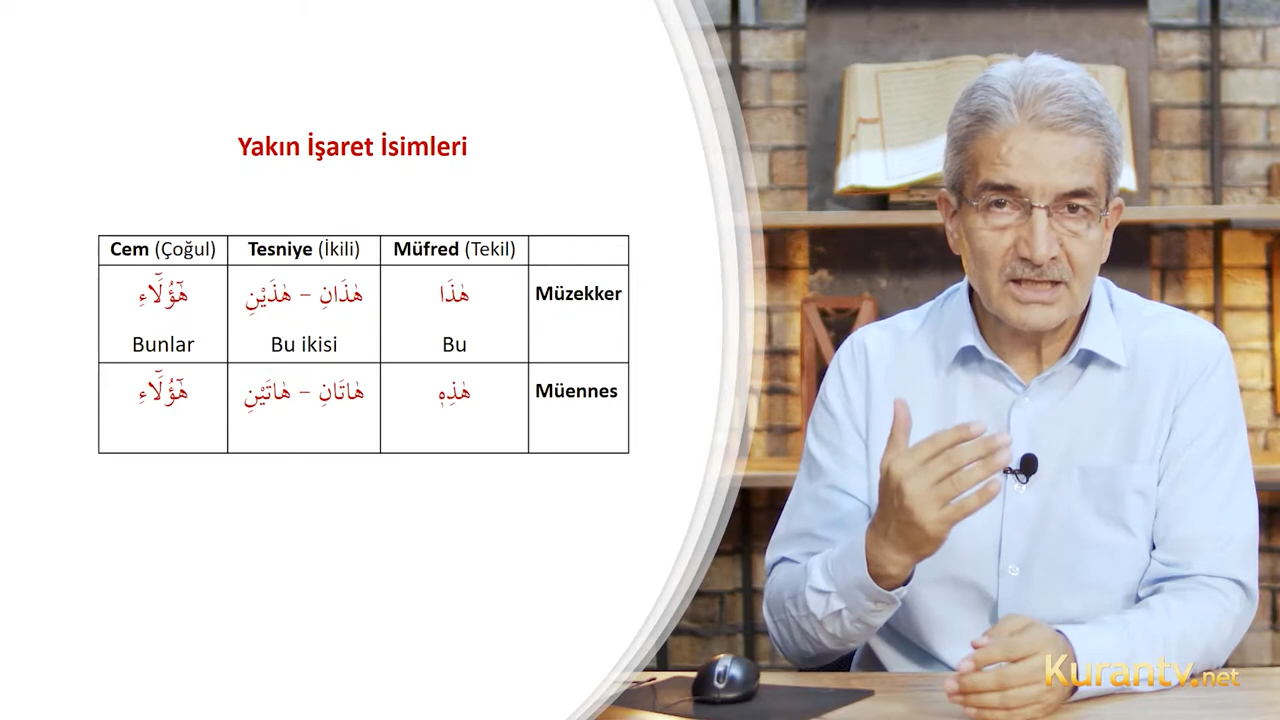 Yakın İşaret İsimleri
Cem (Çoğul) Tesniye (İkili) Müfred (Tekil)
هٰٓؤُلَٓاءِ هٰذَانِ – هٰذَيْنِ هٰذَا Müzekker
Bunlar Bu ikisi Bu
هٰٓؤُلَٓاءِ هَاتَانِ – هَاتَيْنِ هٰذِه۪ Müennes
Kurantv.net